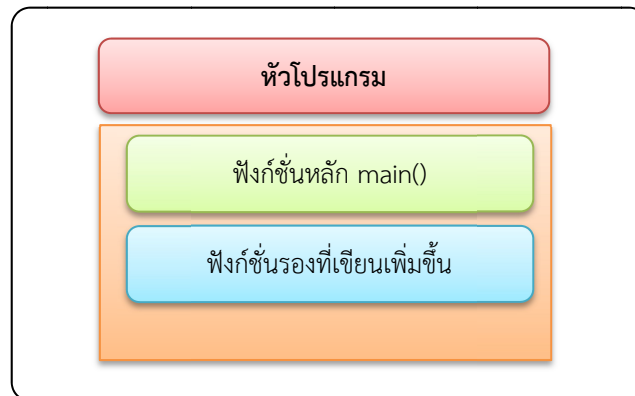 หัวโปรแกรม
ฟังก์ชั่นหลัก main()
ฟังก์ชั่นรองที่เขียนเพิ่มขึ้น